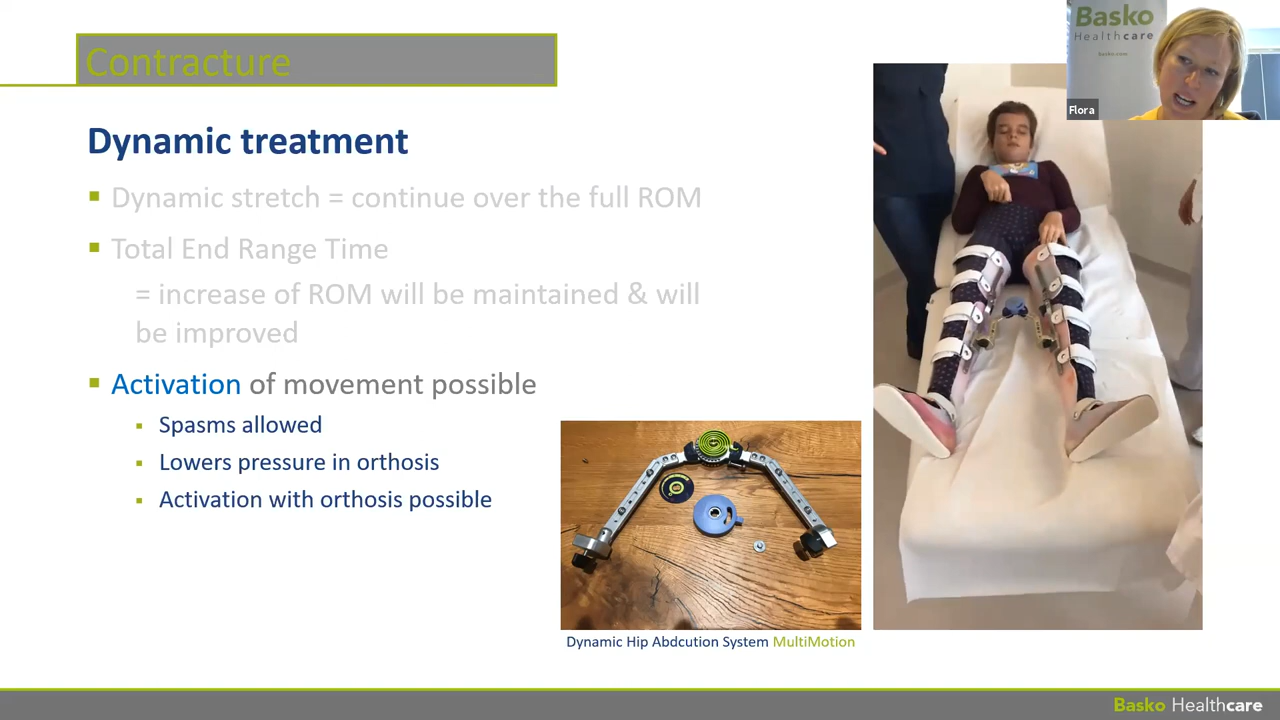 Contracture
Basko
Healthcare
basko.com
Flora
Dynamic treatment
Dynamic stretch = continue over the full ROM
Total End Range Time
= increase of ROM will be maintained & will
be improved
Activation of movement possible
Spasms allowed
Lowers pressure in orthosis
Activation with orthosis possible
Dynamic Hip Abdcution System MultiMotion
Basko Healthcare